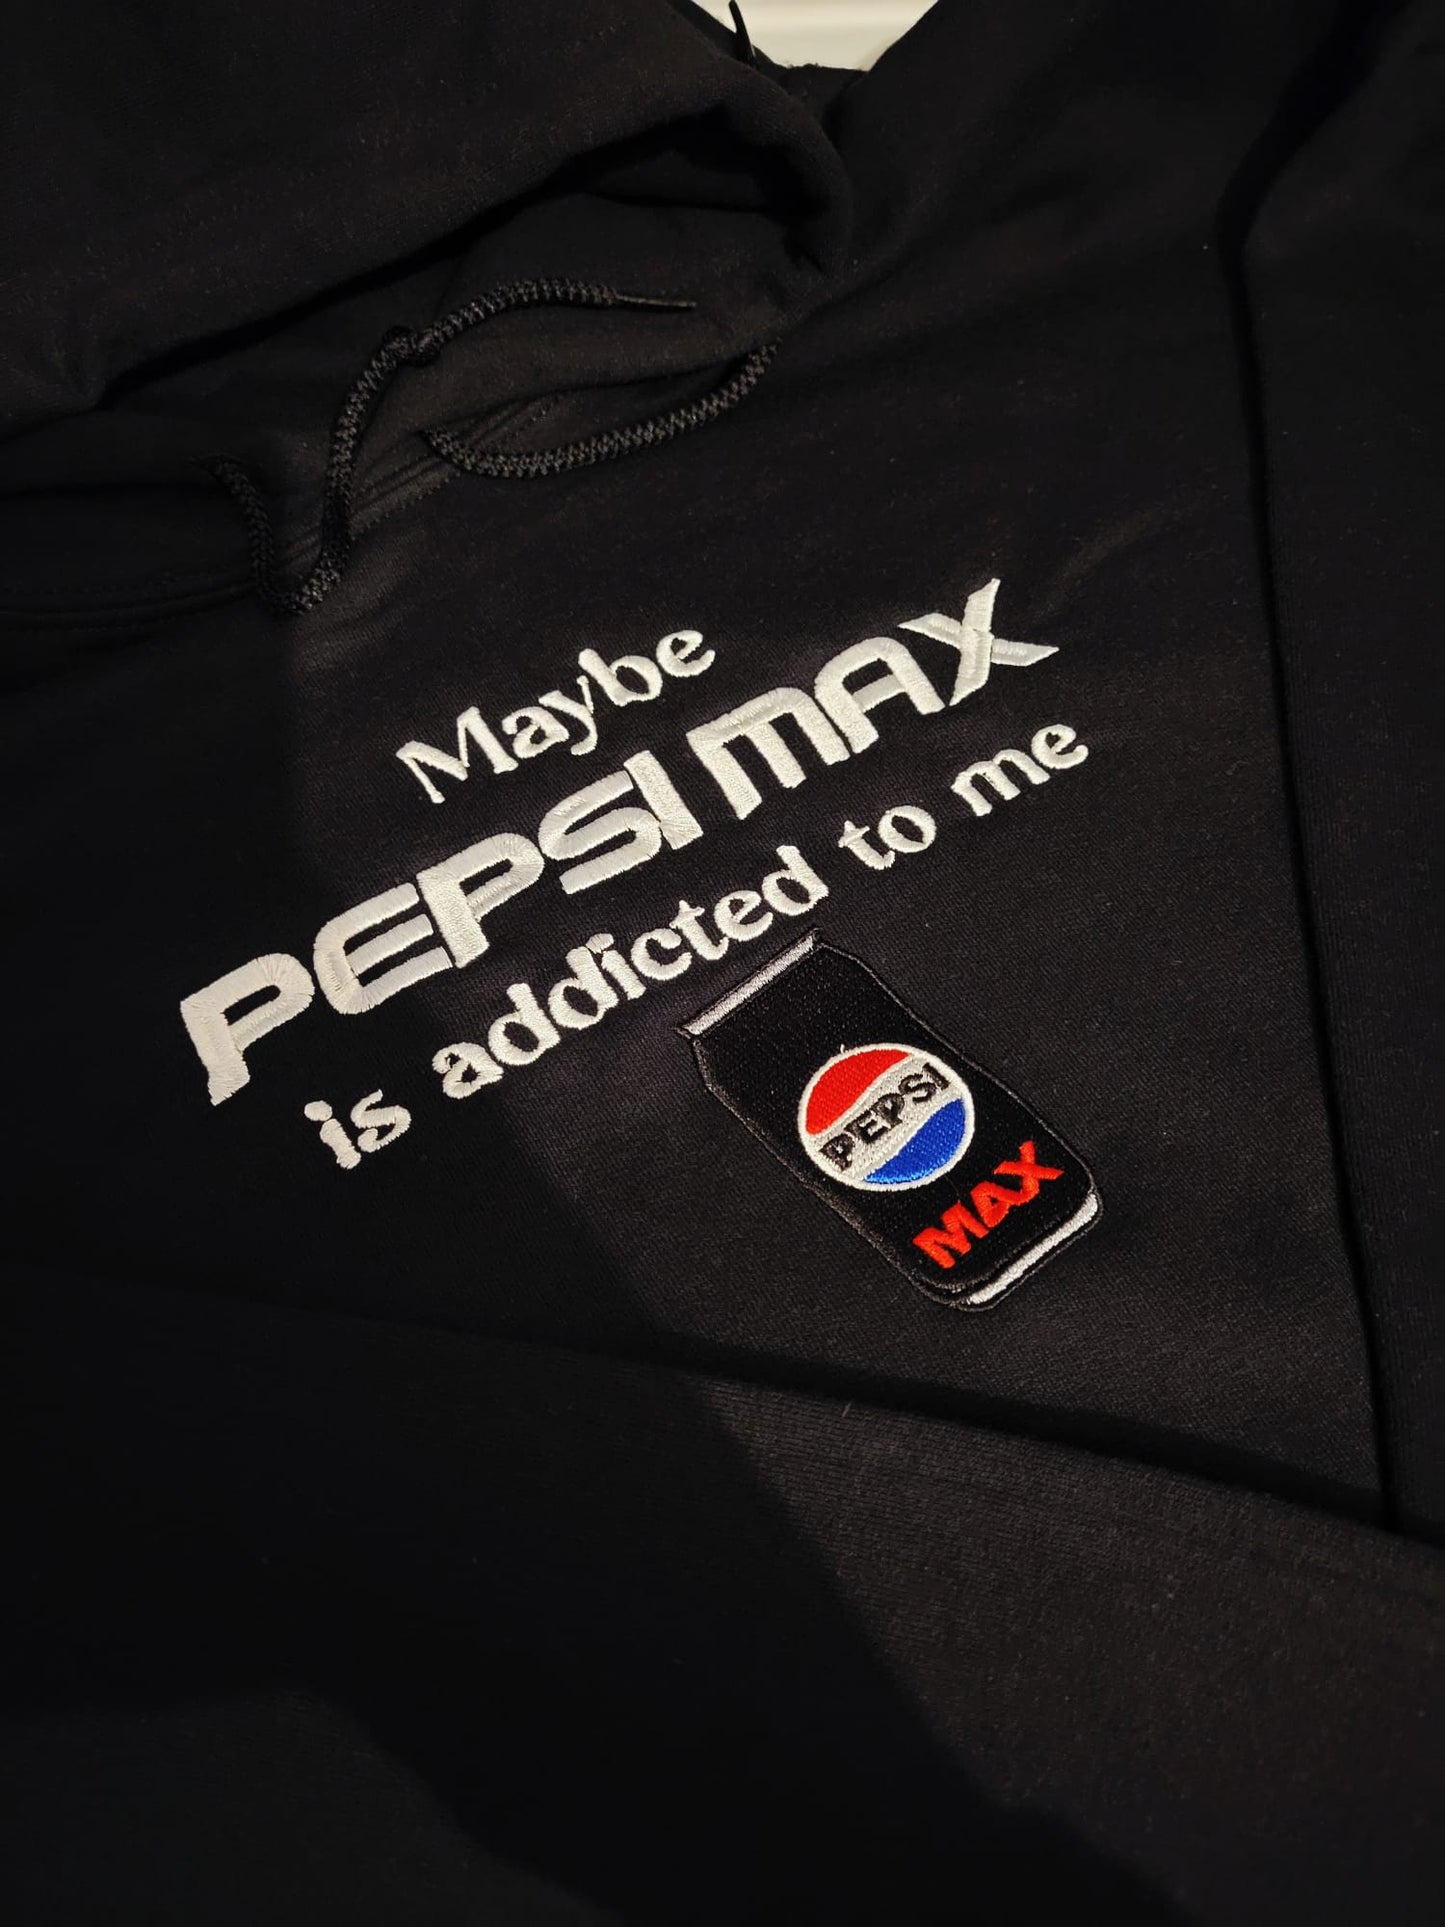 Maybe
PEPSI MAX
is addicted to me
PEPSI
MAX